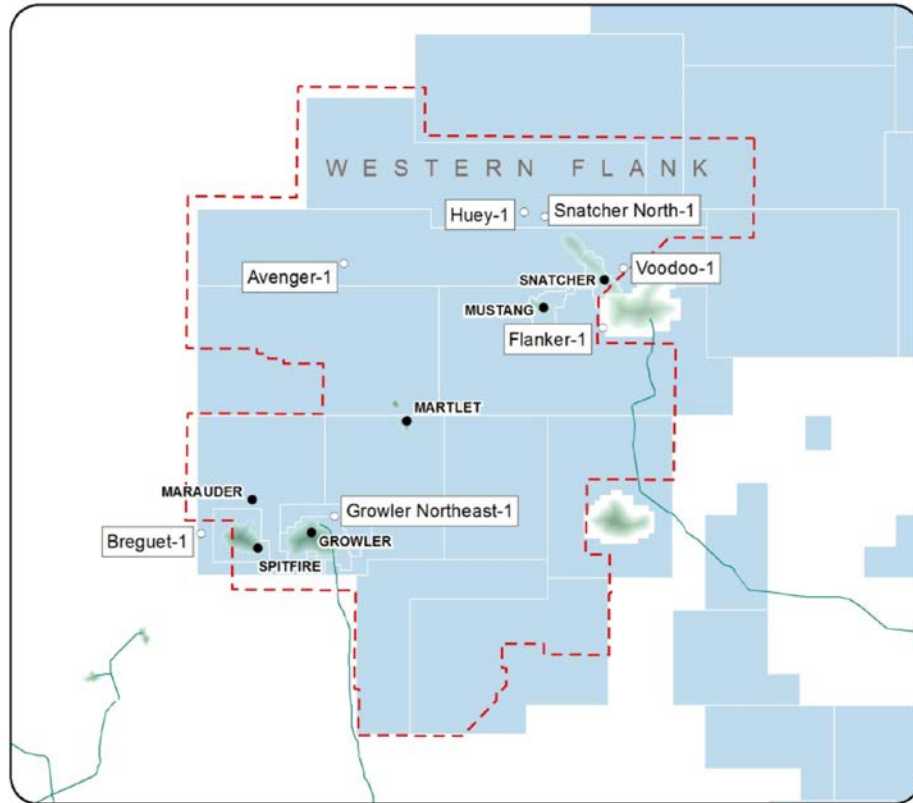 WESTERN FLANK
Huey-1
Snatcher North-1
Avenger-1
SNATCHER
Voodoo-1
MUSTANG
Flanker-1
MARTLET
MARAUDER
Growler Northeast-1
Breguet-1
GROWLER
SPITFIRE